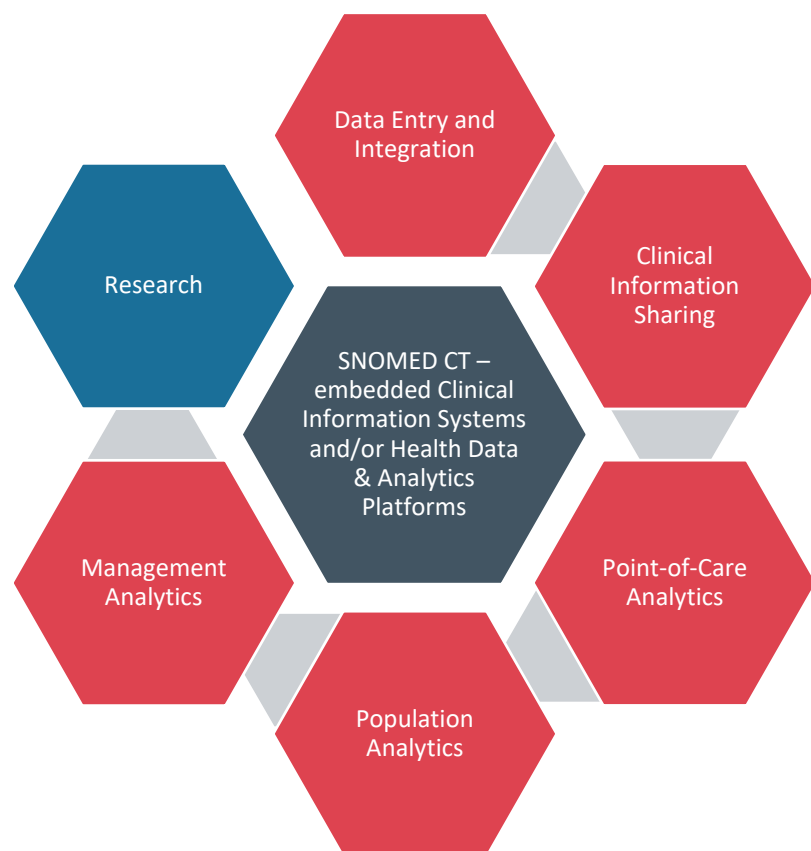 Data Entry and
Integration
Clinical
Information
Sharing
Research
SNOMED CT –
embedded Clinical
Information Systems
and/or Health Data
& Analytics
Platforms
Point-of-Care
Analytics
Management
Analytics
Population
Analytics